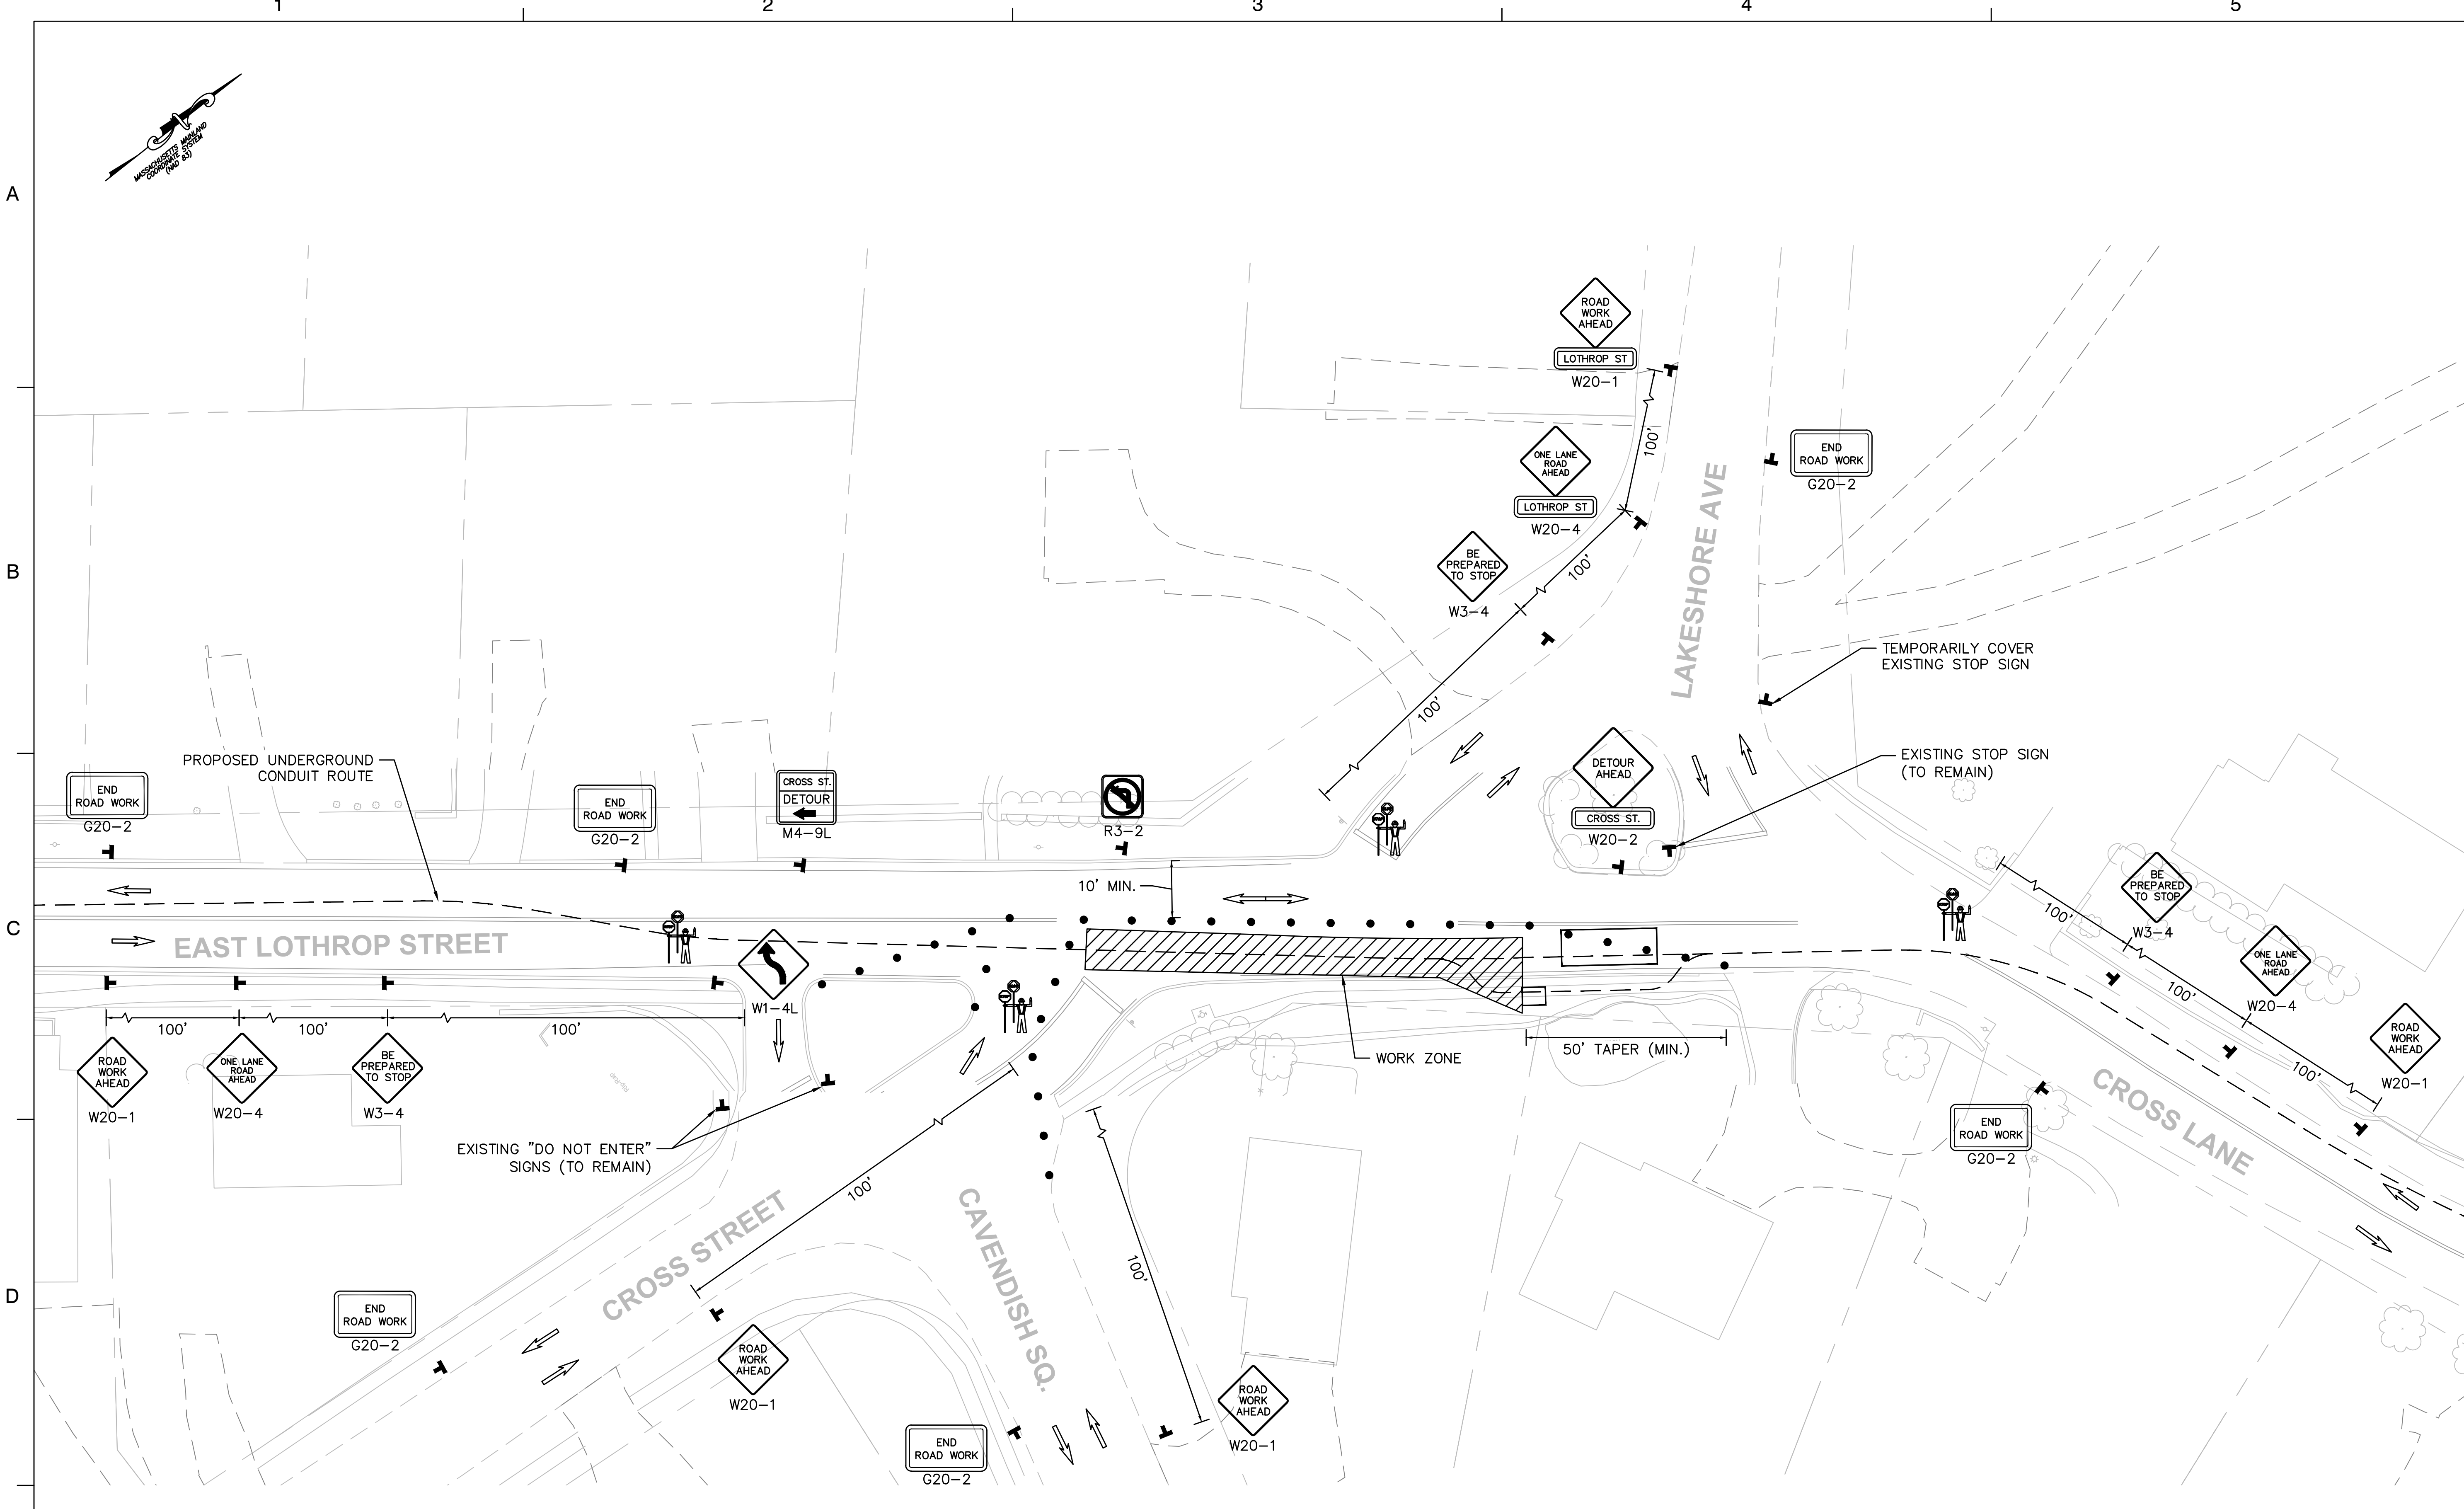 1
2
3
4
5
A
B
C
D
MASSACHUSETTS MAINLAND
COORDINATE SYSTEM
(NAD 83)
ROAD
WORK
AHEAD
LOTHROP ST
W20-1
100'
ONE LANE
ROAD
AHEAD
LOTHROP ST
W20-4
100'
BE
PREPARED
TO STOP
W3-4
100'
LAKESHORE AVE
END
ROAD WORK
G20-2
TEMPORARILY COVER
EXISTING STOP SIGN
EXISTING STOP SIGN
(TO REMAIN)
DETOUR
AHEAD
CROSS ST.
W20-2
PROPOSED UNDERGROUND
CONDUIT ROUTE
END
ROAD WORK
G20-2
END
ROAD WORK
G20-2
CROSS ST.
DETOUR
M4-9L
R3-2
10' MIN.
EAST LOTHROP STREET
W1-4L
100'
100'
100'
ROAD
WORK
AHEAD
W20-1
ONE LANE
ROAD
AHEAD
W20-4
BE
PREPARED
TO STOP
W3-4
WORK ZONE
50' TAPER (MIN.)
BE
PREPARED
TO STOP
W3-4
100'
ONE LANE
ROAD
AHEAD
W20-4
100'
ROAD
WORK
AHEAD
W20-1
100'
CROSS LANE
END
ROAD WORK
G20-2
EXISTING "DO NOT ENTER"
SIGNS (TO REMAIN)
100'
CROSS STREET
CAVENDISH SQ.
100'
END
ROAD WORK
G20-2
ROAD
WORK
AHEAD
W20-1
ROAD
WORK
AHEAD
W20-1
END
ROAD WORK
G20-2